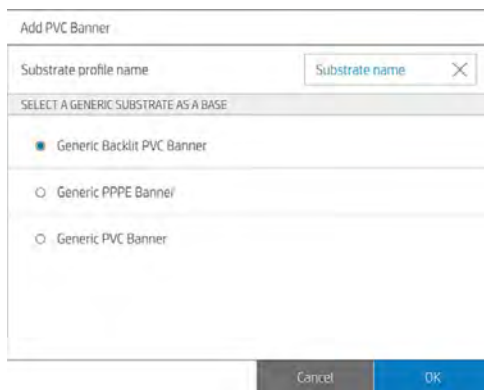 Add PVC Banner
Substrate profile name
Substrate name
SELECT A GENERIC SUBSTRATE AS A BASE
Generic Backlit PVC Banner
Generic PPPE Banner
Generic PVC Banner
Cancel
OK